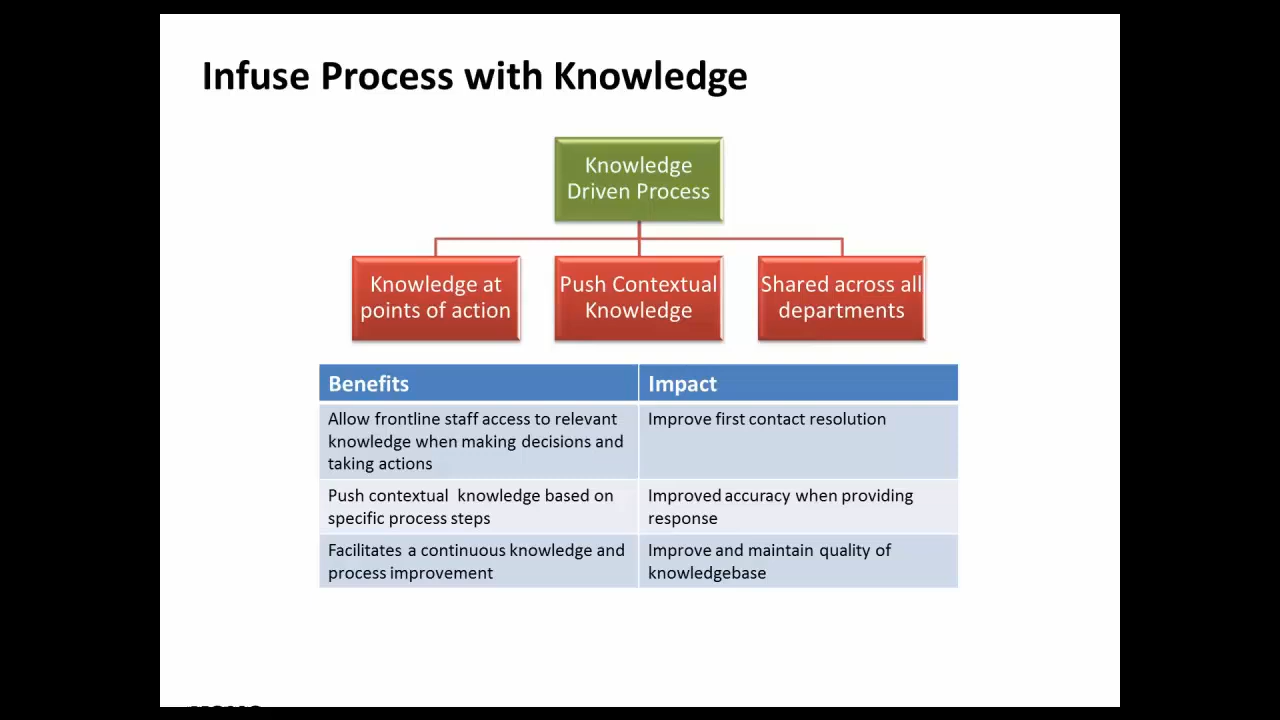 Infuse Process with Knowledge
Knowledge
Driven Process
Knowledge at
points of action
Push Contextual
Knowledge
Shared across all
departments
Benefits
Impact
Allow frontline staff access to relevant
knowledge when making decisions and
taking actions
Improve first contact resolution
Push contextual  knowledge based on
specific process steps
Improved accuracy when providing
response
Facilitates a continuous knowledge and
process improvement
Improve and maintain quality of
knowledgebase